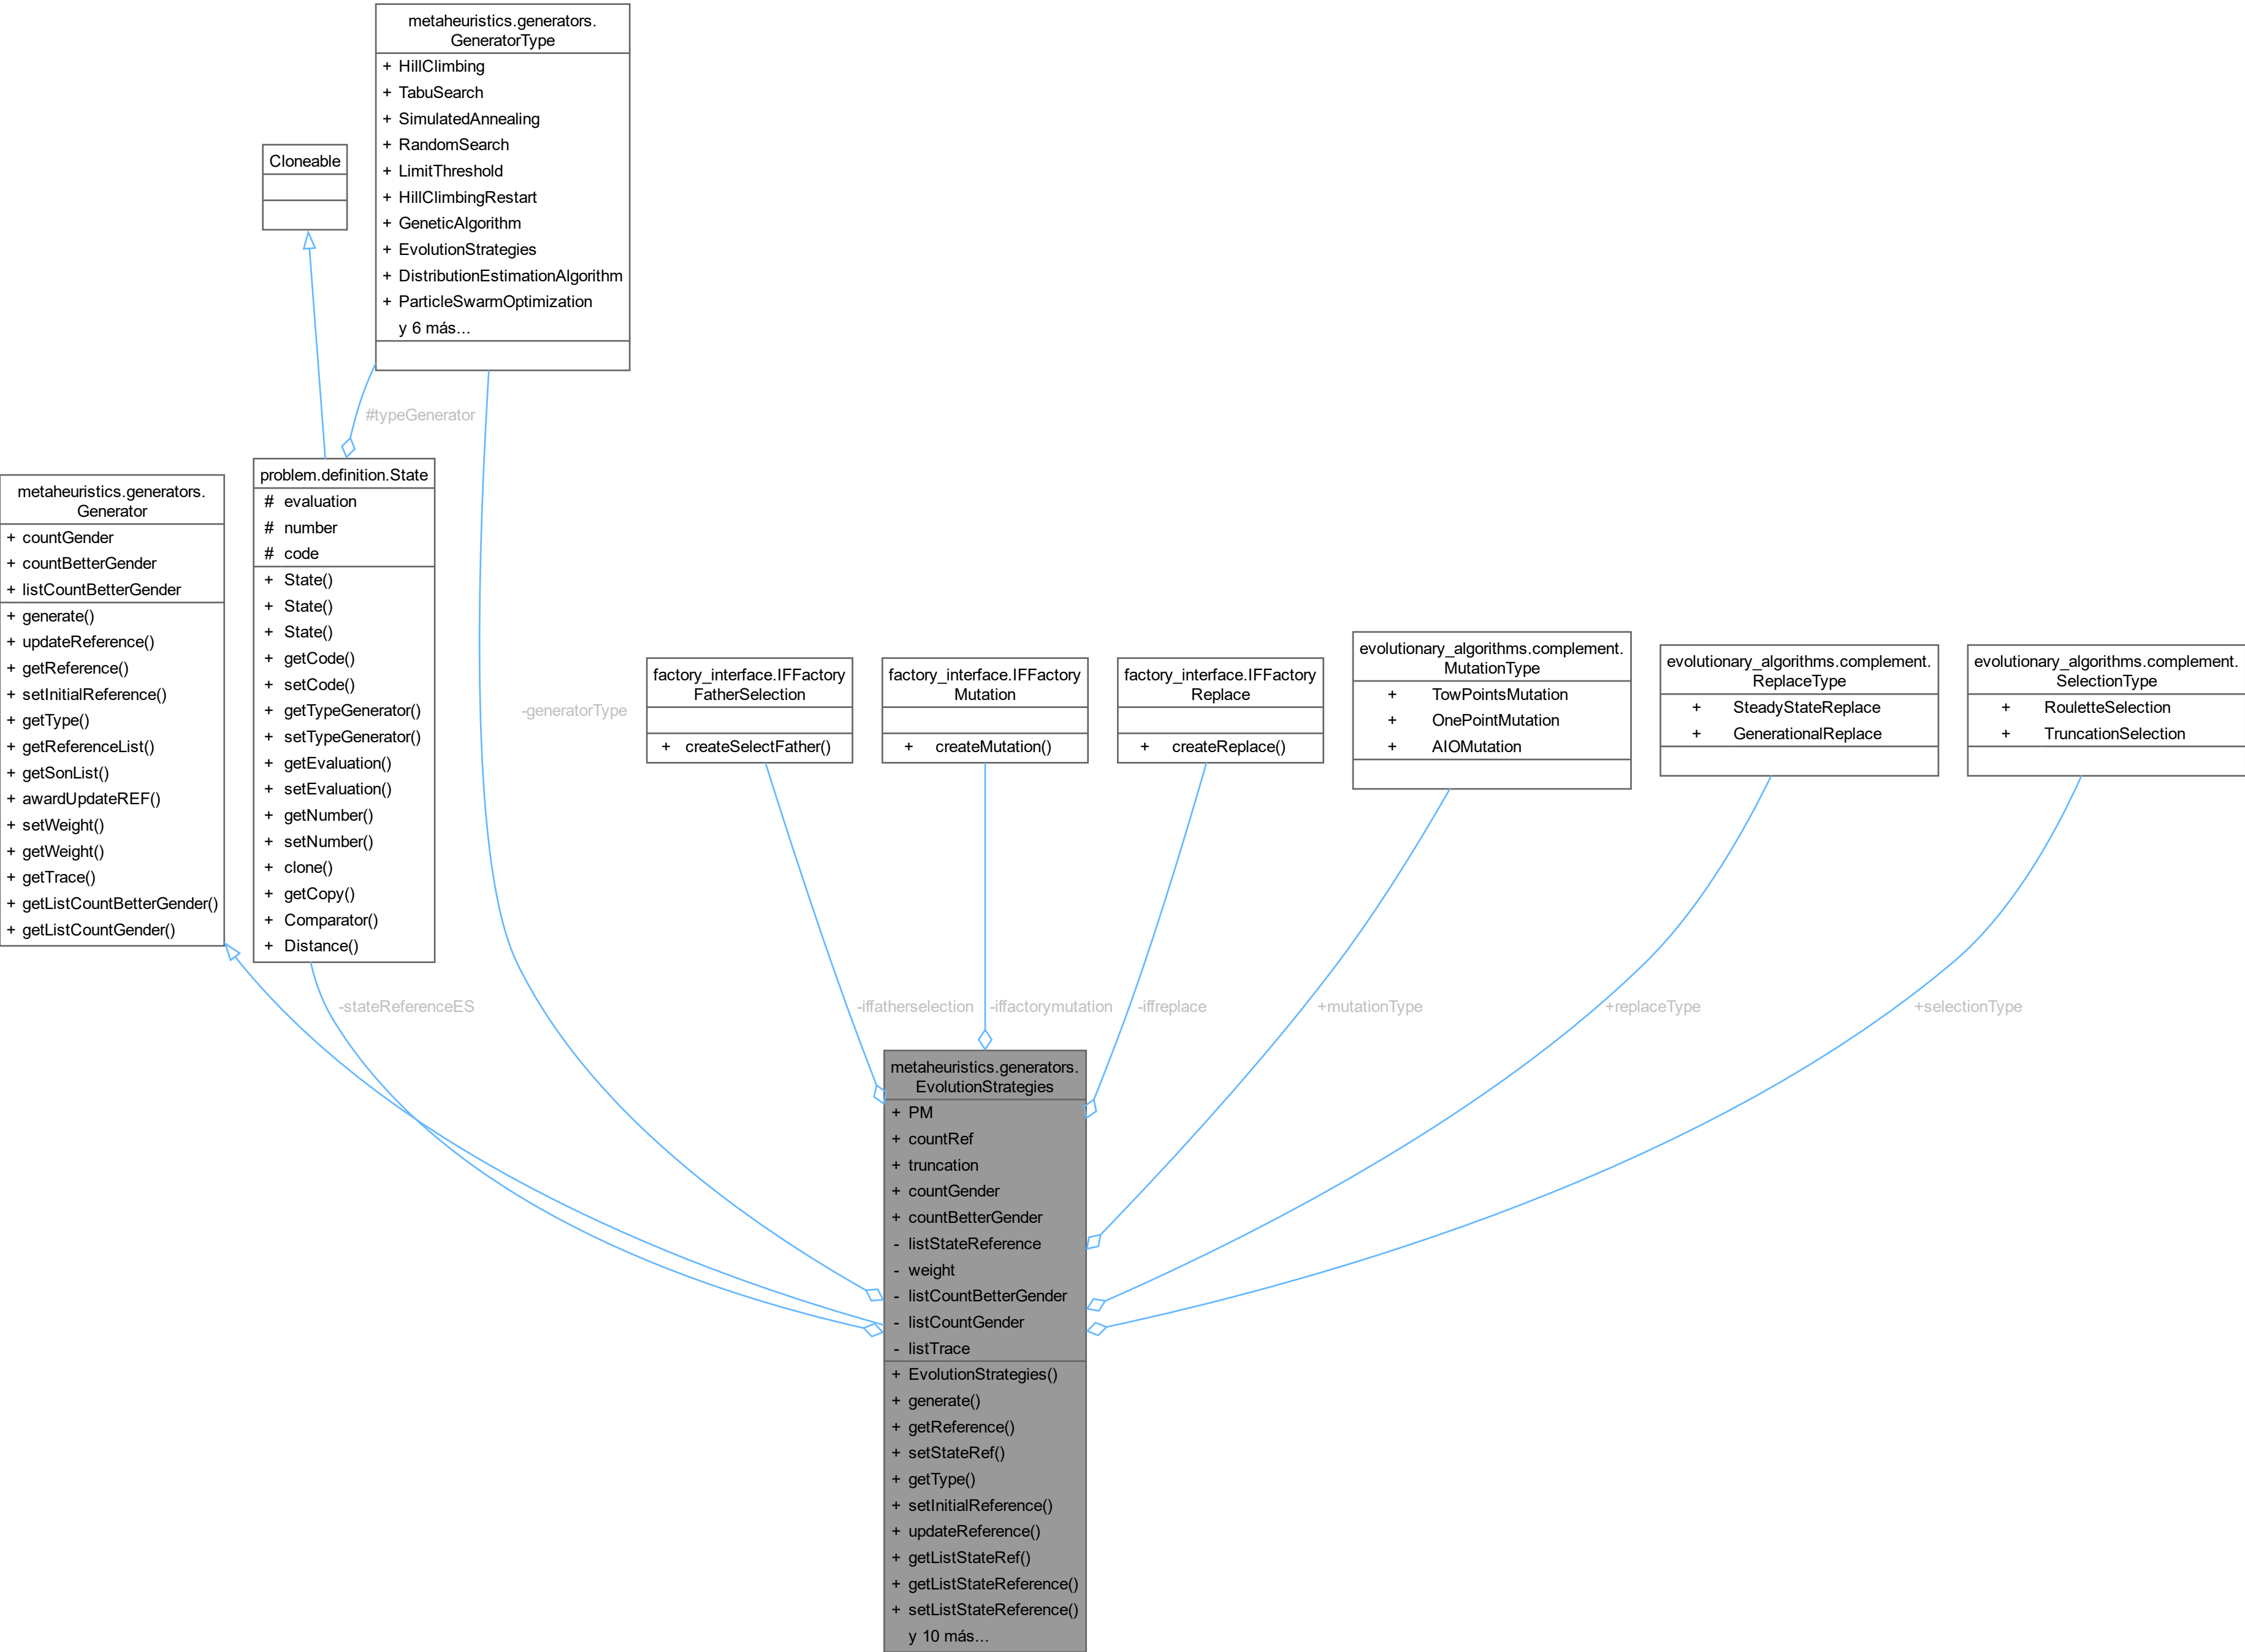 metaheuristics.generators.
GeneratorType
+ HillClimbing
+ TabuSearch
+ SimulatedAnnealing
+ RandomSearch
+ LimitThreshold
+ HillClimbingRestart
+ GeneticAlgorithm
+ EvolutionStrategies
+ DistributionEstimationAlgorithm
+ ParticleSwarmOptimization
y 6 más...
Cloneable
#typeGenerator
metaheuristics.generators.
Generator
+ countGender
+ countBetterGender
+ listCountBetterGender
+ generate()
+ updateReference()
+ getReference()
+ setInitialReference()
+ getType()
+ getReferenceList()
+ getSonList()
+ awardUpdateREF()
+ setWeight()
+ getWeight()
+ getTrace()
+ getListCountBetterGender()
+ getListCountGender()
problem.definition.State
# evaluation
# number
# code
+ State()
+ State()
+ State()
+ getCode()
+ setCode()
+ getTypeGenerator()
+ setTypeGenerator()
+ getEvaluation()
+ setEvaluation()
+ getNumber()
+ setNumber()
+ clone()
+ getCopy()
+ Comparator()
+ Distance()
-generatorType
factory_interface.IFFactory
FatherSelection
+ createSelectFather()
factory_interface.IFFactory
Mutation
+ createMutation()
factory_interface.IFFactory
Replace
+ createReplace()
evolutionary_algorithms.complement.
MutationType
+ TowPointsMutation
+ OnePointMutation
+ AIOMutation
evolutionary_algorithms.complement.
ReplaceType
+ SteadyStateReplace
+ GenerationalReplace
evolutionary_algorithms.complement.
SelectionType
+ RouletteSelection
+ TruncationSelection
-stateReferenceES
-iffatherselection
-iffactorymutation
-iffreplace
+mutationType
+replaceType
+selectionType
metaheuristics.generators.
EvolutionStrategies
+ PM
+ countRef
+ truncation
+ countGender
+ countBetterGender
- listStateReference
- weight
- listCountBetterGender
- listCountGender
- listTrace
+ EvolutionStrategies()
+ generate()
+ getReference()
+ setStateRef()
+ getType()
+ setInitialReference()
+ updateReference()
+ getListStateRef()
+ getListStateReference()
+ setListStateReference()
y 10 más...